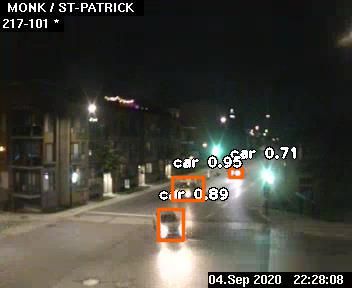 MONK / ST-PATRICK
217-101 *
car 0.95
car 0.71
car 0.89
04.Sep 2020 22:28:08